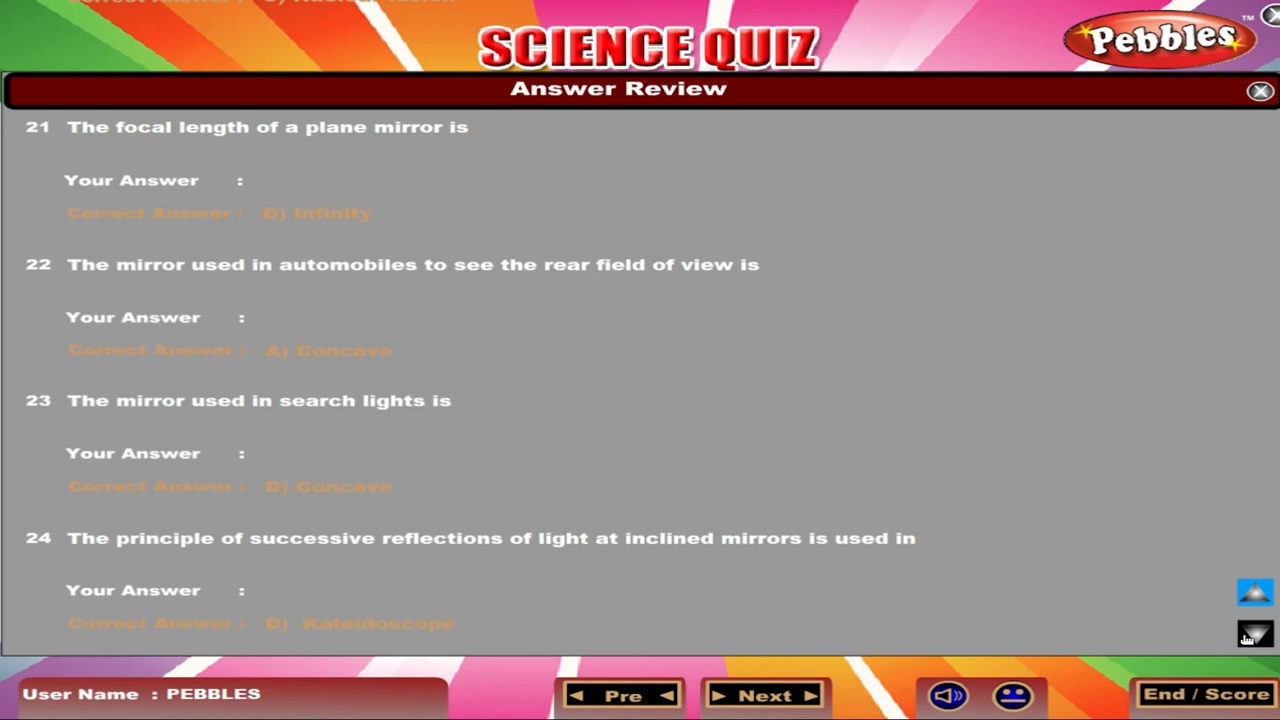 SCIENCE QUIZ
Pebbles™
Answer Review
21 The focal length of a plane mirror is
Your Answer :
Correct Answer : D) Infinity
22 The mirror used in automobiles to see the rear field of view is
Your Answer :
Correct Answer : A) Concave
23 The mirror used in search lights is
Your Answer :
Correct Answer : D) Concave
24 The principle of successive reflections of light at inclined mirrors is used in
Your Answer :
Correct Answer : D) Kaleidoscope
User Name : PEBBLES
Pre
Next
End / Score